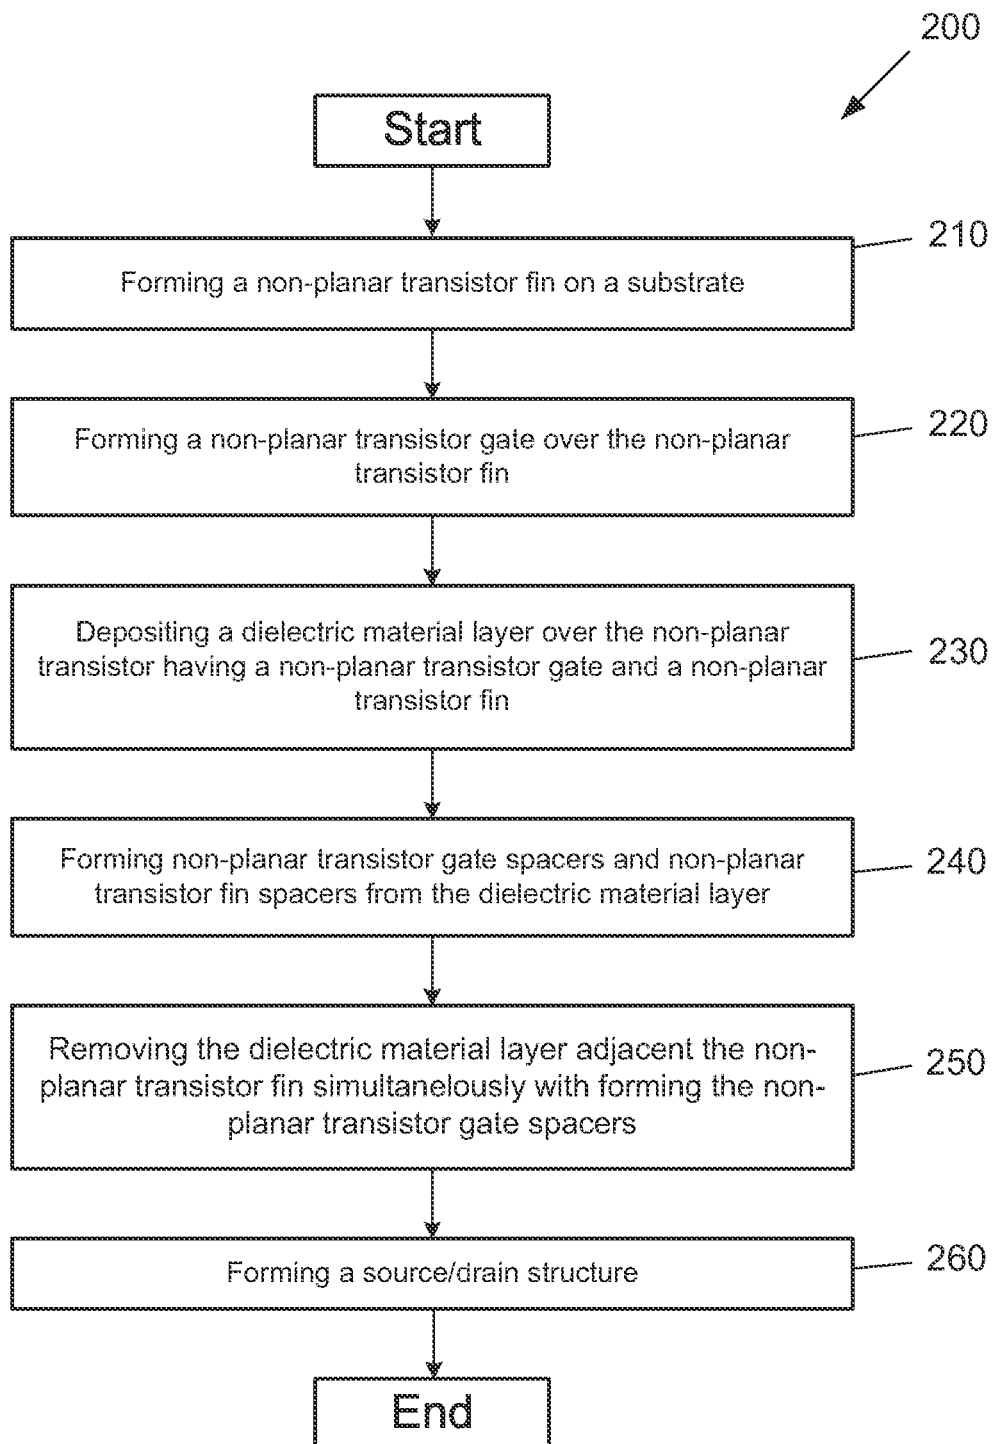 200
Start
210
Forming a non-planar transistor fin on a substrate
220
Forming a non-planar transistor gate over the non-planar
transistor fin
230
Depositing a dielectric material layer over the non-planar
transistor having a non-planar transistor gate and a non-planar
transistor fin
240
Forming non-planar transistor gate spacers and non-planar
transistor fin spacers from the dielectric material layer
250
Removing the dielectric material layer adjacent the non-
planar transistor fin simultanelously with forming the non-
planar transistor gate spacers
260
Forming a source/drain structure
End